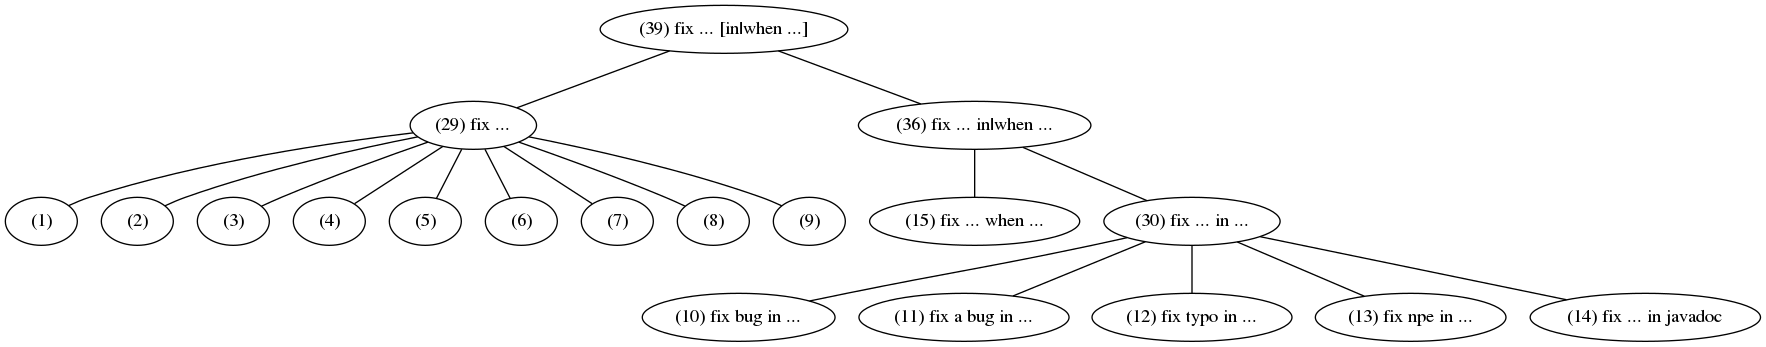 (39) fix ... [in|when ...]
(29) fix ...
(36) fix ... in|when ...
(1)
(2)
(3)
(4)
(5)
(6)
(7)
(8)
(9)
(15) fix ... when ...
(30) fix ... in ...
(10) fix bug in ...
(11) fix a bug in ...
(12) fix typo in ...
(13) fix npe in ...
(14) fix ... in javadoc